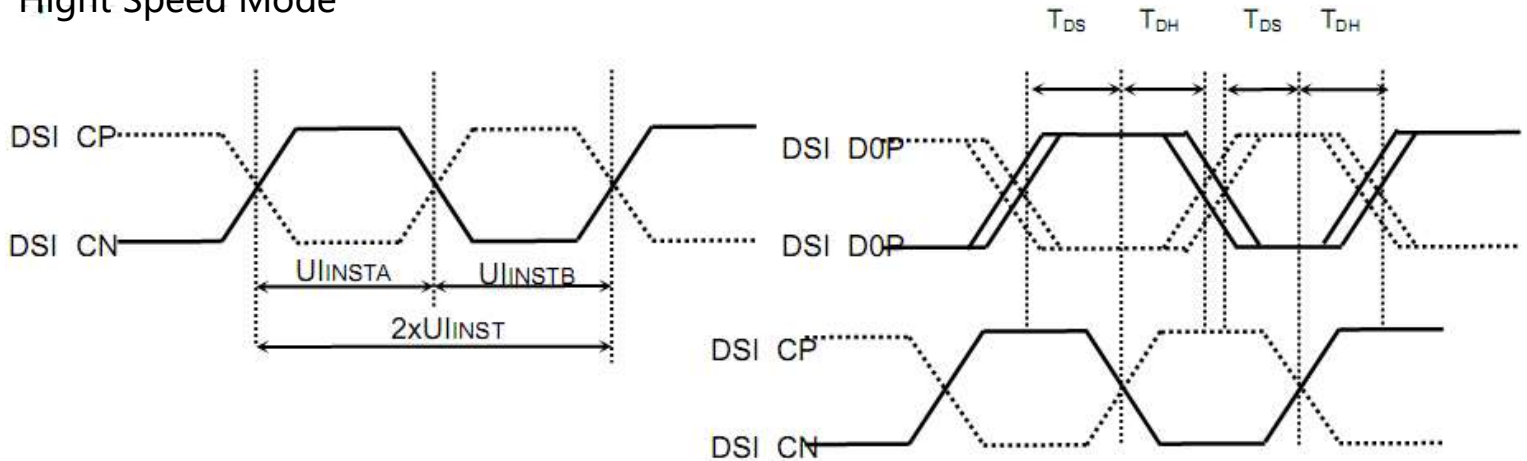 Hight Speed Mode
TDS TDH TDS TDH
DSI CP
DSI CN
UIINSTA UIINSTB
2xUIINST
DSI D0P
DSI D0P
DSI CP
DSI CN